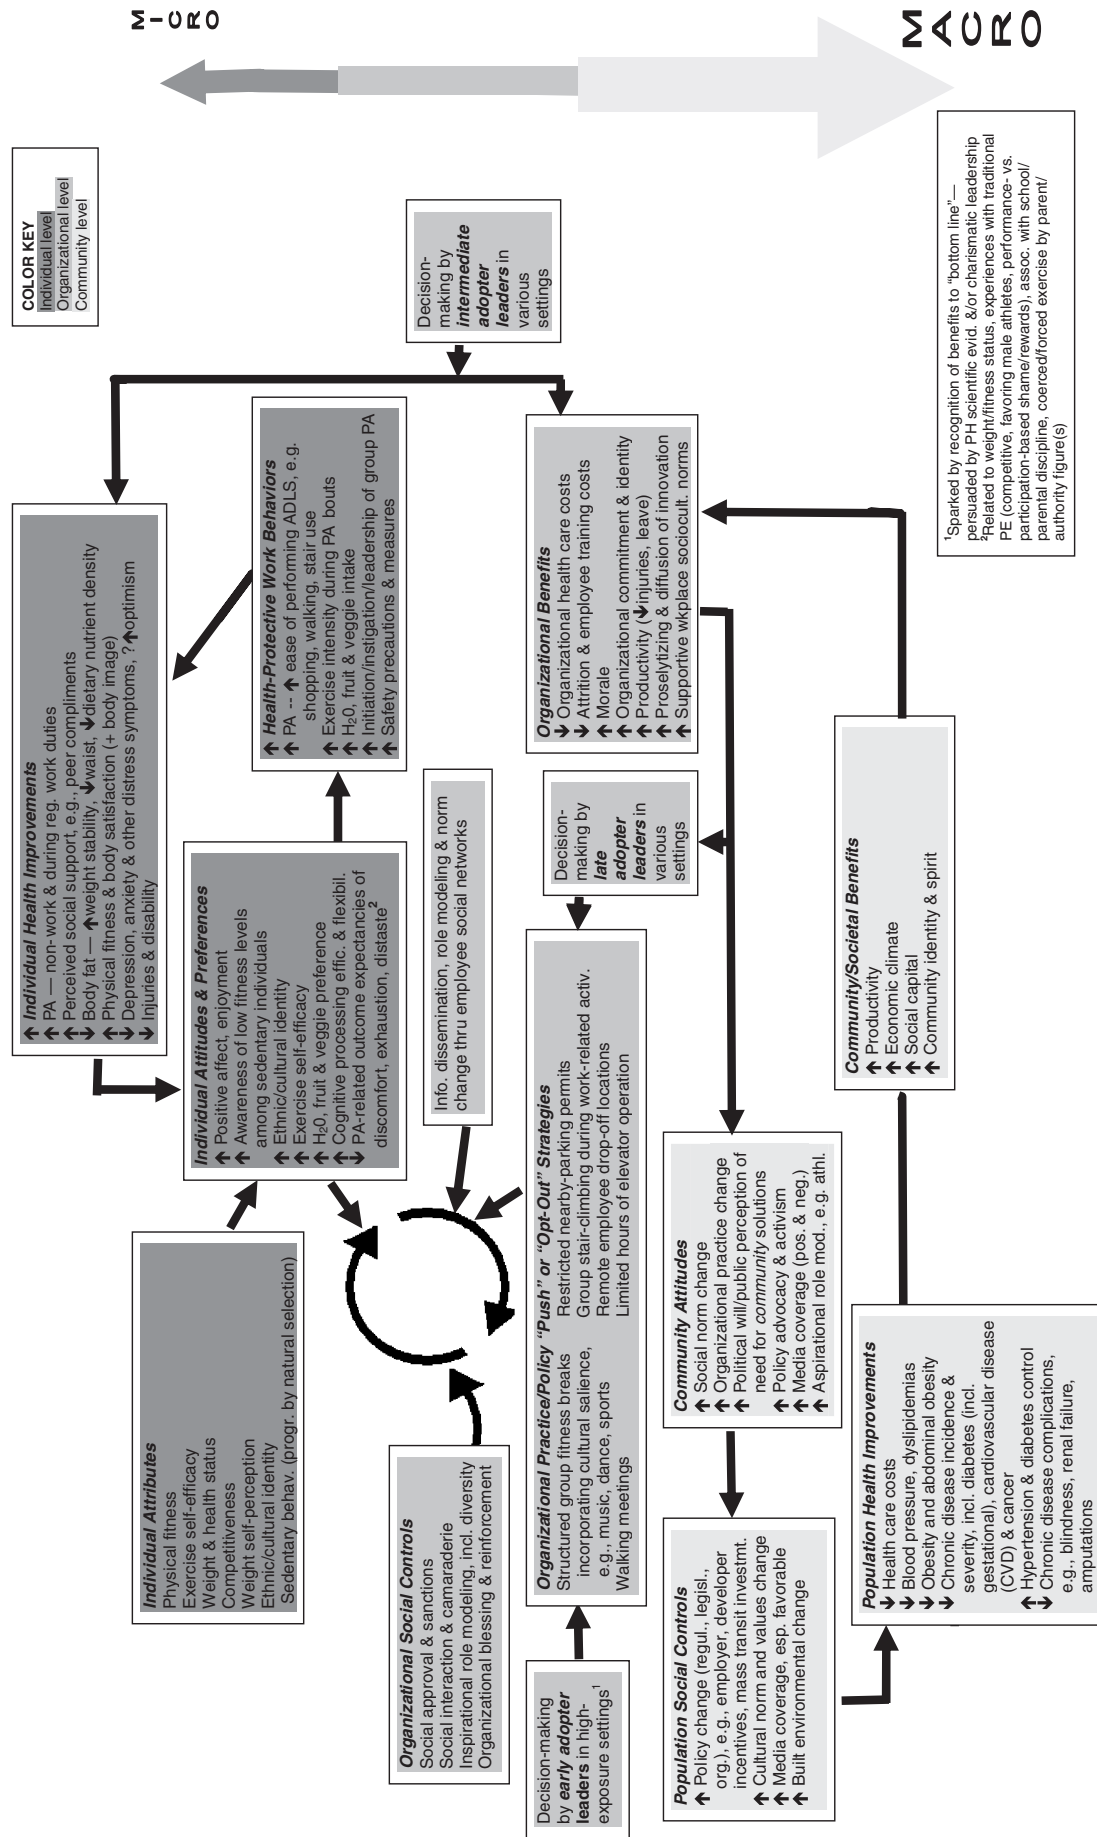 MICRO
MACRO
COLOR KEY
Individual level
Organizational level
Community level
Individual Attributes
Physical fitness
Exercise self-efficacy
Weight & health status
Competitiveness
Weight self-perception
Ethnic/cultural identity
Sedentary behav. (progr. by natural selection)
↑ Individual Health Improvements
↑ PA — non-work & during reg. work duties
↑ Perceived social support, e.g., peer compliments
↓ Body fat — ↑weight stability, ↓waist, ↓dietary nutrient density
↑ Physical fitness & body satisfaction (+ body image)
↓ Depression, anxiety & other distress symptoms, ?↑optimism
↓ Injuries & disability
Individual Attitudes & Preferences
↑ Positive affect, enjoyment
↑ Awareness of low fitness levels
among sedentary individuals
↑ Ethnic/cultural identity
↑ Exercise self-efficacy
↑ H₂0, fruit & veggie preference
↑ Cognitive processing effic. & flexibil.
↓ PA-related outcome expectancies of
discomfort, exhaustion, distaste²
↑ Health-Protective Work Behaviors
↑ PA -- ↑ ease of performing ADLS, e.g.
shopping, walking, stair use
↑ Exercise intensity during PA bouts
↑ H₂0, fruit & veggie intake
↑ Initiation/instigation/leadership of group PA
↑ Safety precautions & measures
Decision-
making by
intermediate
adopter
leaders in
various
settings
Organizational Social Controls
Social approval & sanctions
Social interaction & camaraderie
Inspirational role modeling, incl. diversity
Organizational blessing & reinforcement
Info. dissemination, role modeling & norm
change thru employee social networks
Decision-making
by early adopter
leaders in high-
exposure settings¹
Organizational Practice/Policy “Push” or “Opt-Out” Strategies
Structured group fitness breaks
incorporating cultural salience,
e.g., music, dance, sports
Walking meetings
Restricted nearby-parking permits
Group stair-climbing during work-related activ.
Remote employee drop-off locations
Limited hours of elevator operation
Decision-
making by
late
adopter
leaders in
various
settings
Organizational Benefits
↓ Organizational health care costs
↓ Attrition & employee training costs
↑ Morale
↑ Organizational commitment & identity
↑ Productivity (↓injuries, leave)
↑ Proselytizing & diffusion of innovation
↑ Supportive wkplace sociocult. norms
Population Social Controls
↑ Policy change (regul., legisl.,
org.), e.g., employer, developer
incentives, mass transit investmt.
↑ Cultural norm and values change
↑ Media coverage, esp. favorable
↑ Built environmental change
Community Attitudes
↑ Social norm change
↑ Organizational practice change
↑ Political will/public perception of
need for community solutions
↑ Policy advocacy & activism
↑ Media coverage (pos. & neg.)
↑ Aspirational role mod., e.g. athl.
Population Health Improvements
↓ Health care costs
↓ Blood pressure, dyslipidemias
↓ Obesity and abdominal obesity
↓ Chronic disease incidence &
severity, incl. diabetes (incl.
gestational), cardiovascular disease
(CVD) & cancer
↑ Hypertension & diabetes control
↓ Chronic disease complications,
e.g., blindness, renal failure,
amputations
Community/Societal Benefits
↑ Productivity
↑ Economic climate
↑ Social capital
↑ Community identity & spirit
¹Sparked by recognition of benefits to “bottom line”—
persuaded by PH scientific evid. &/or charismatic leadership
²Related to weight/fitness status, experiences with traditional
PE (competitive, favoring male athletes, performance- vs.
participation-based shame/rewards), assoc. with school/
parental discipline, coerced/forced exercise by parent/
authority figure(s)